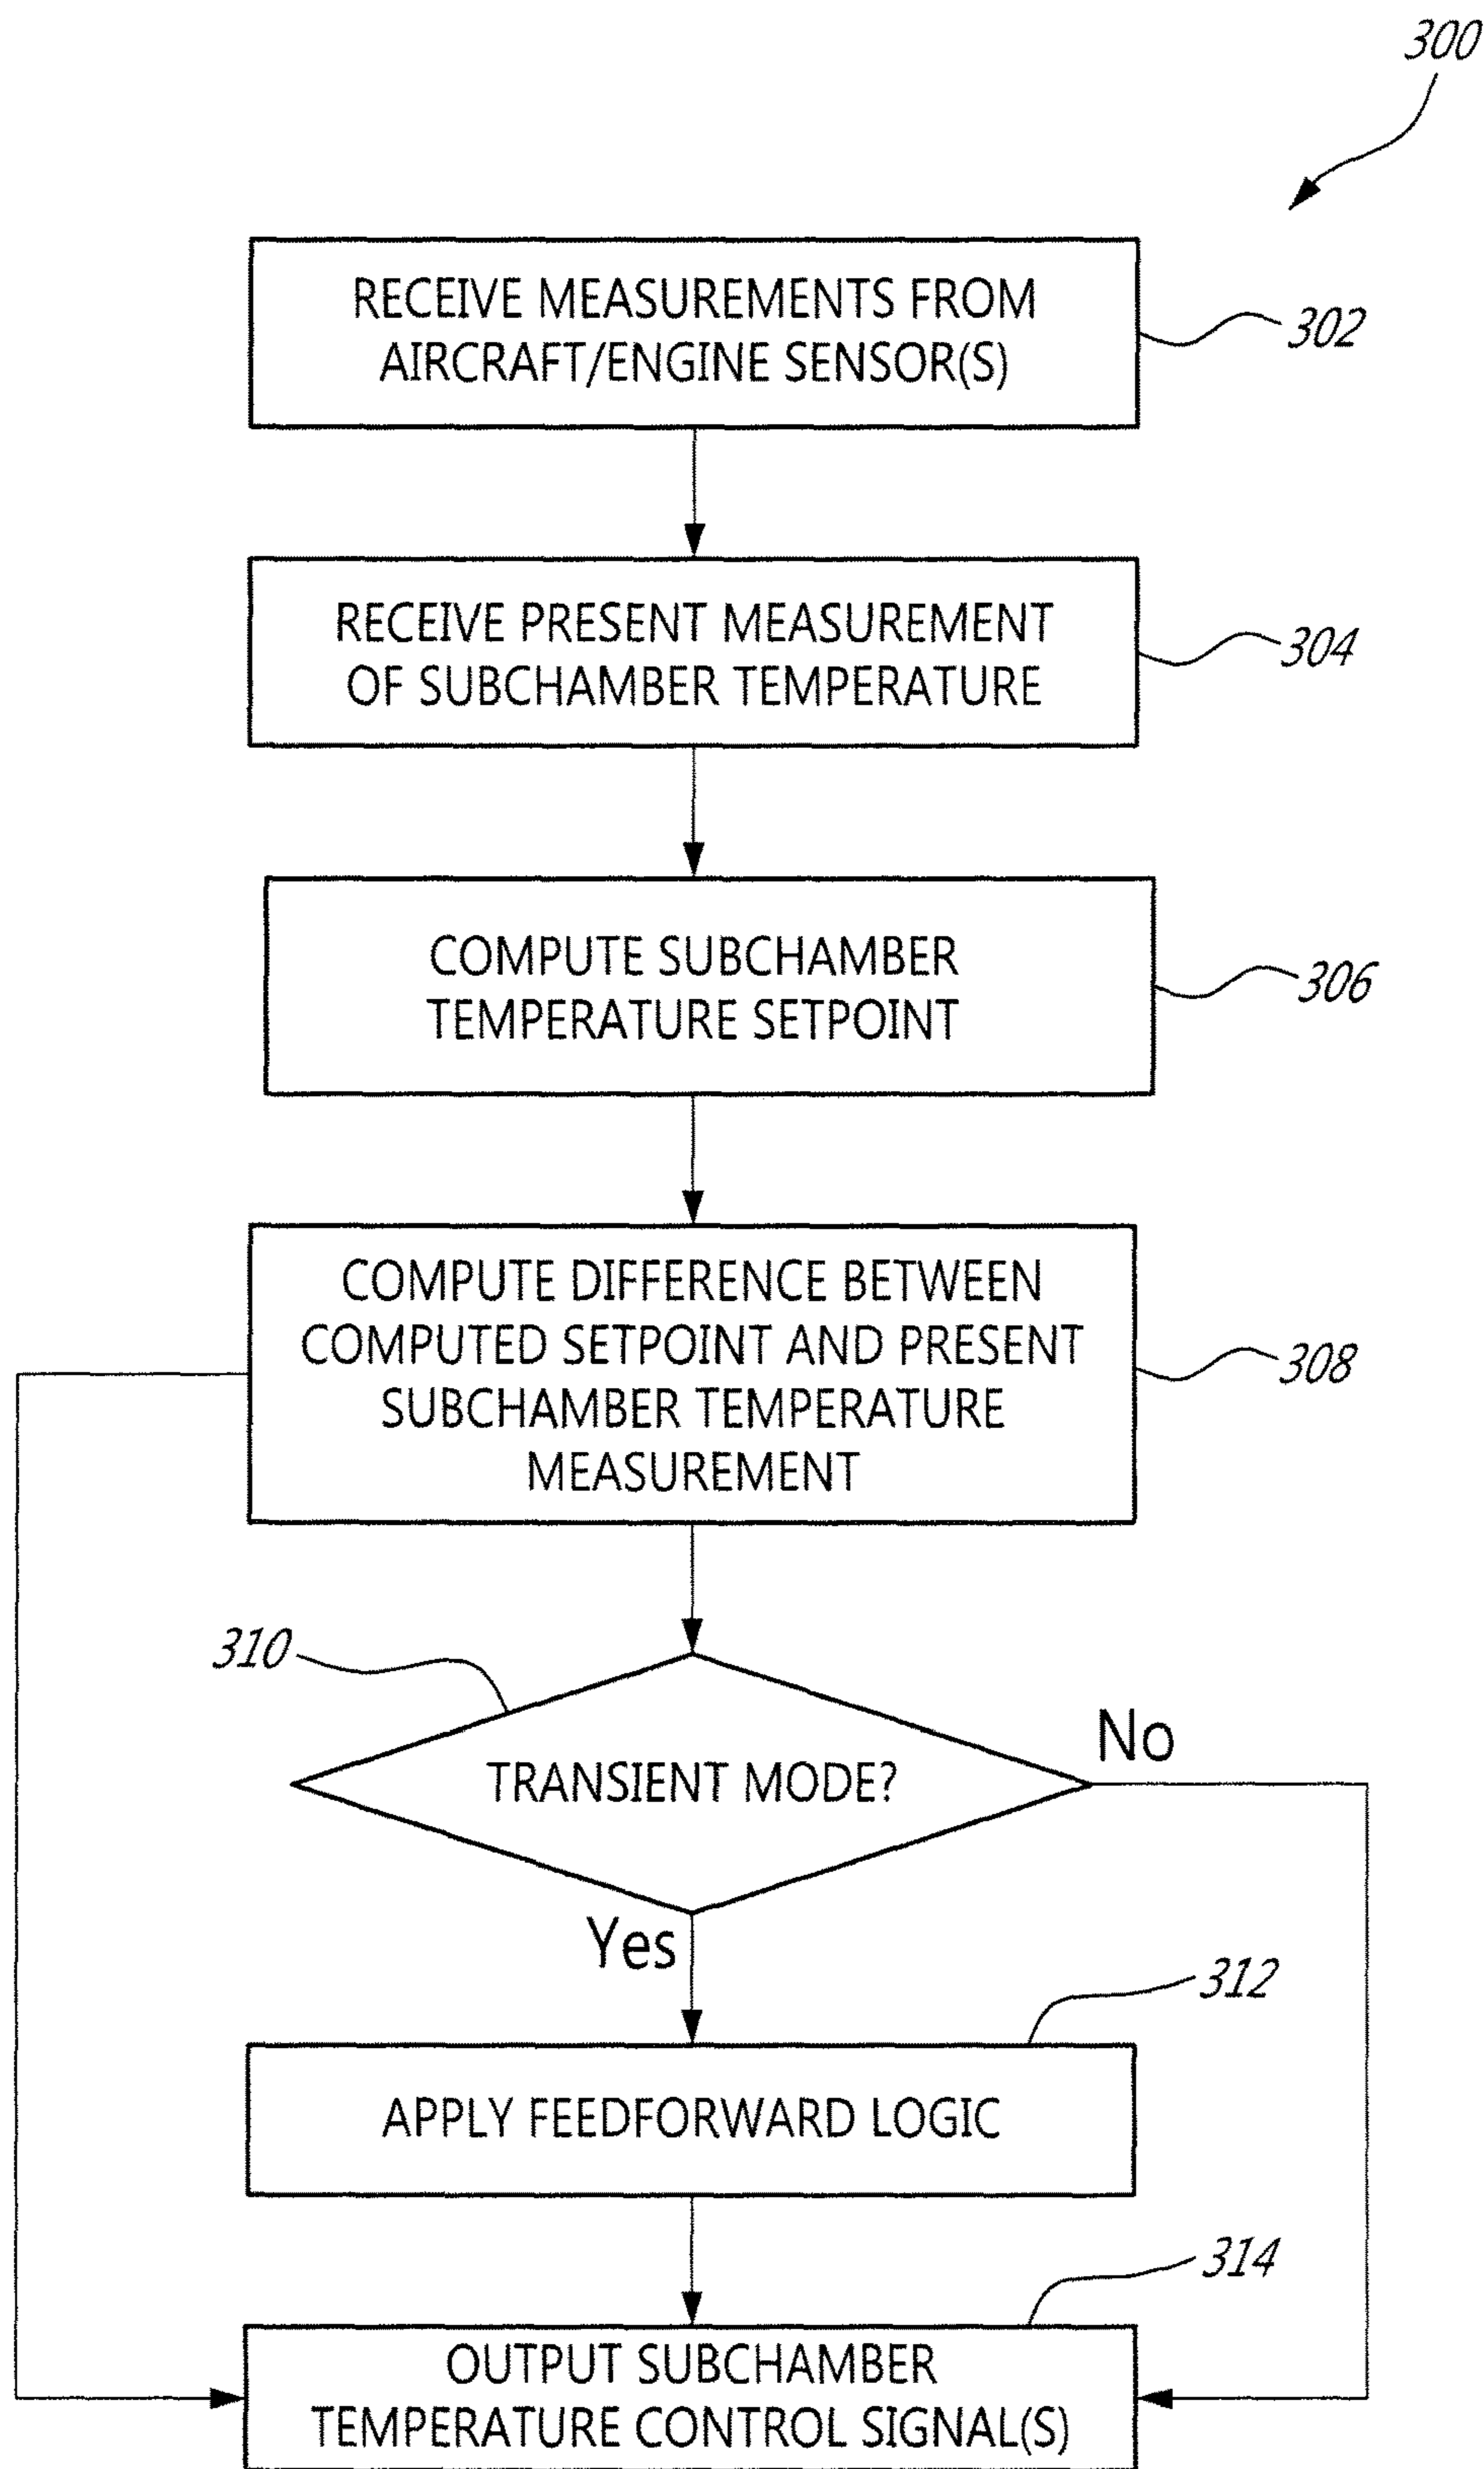 300
RECEIVE MEASUREMENTS FROM
AIRCRAFT/ENGINE SENSOR(S)
302
RECEIVE PRESENT MEASUREMENT
OF SUBCHAMBER TEMPERATURE
304
COMPUTE SUBCHAMBER
TEMPERATURE SETPOINT
306
COMPUTE DIFFERENCE BETWEEN
COMPUTED SETPOINT AND PRESENT
SUBCHAMBER TEMPERATURE
MEASUREMENT
308
310
TRANSIENT MODE?
No
Yes
312
APPLY FEEDFORWARD LOGIC
314
OUTPUT SUBCHAMBER
TEMPERATURE CONTROL SIGNAL(S)